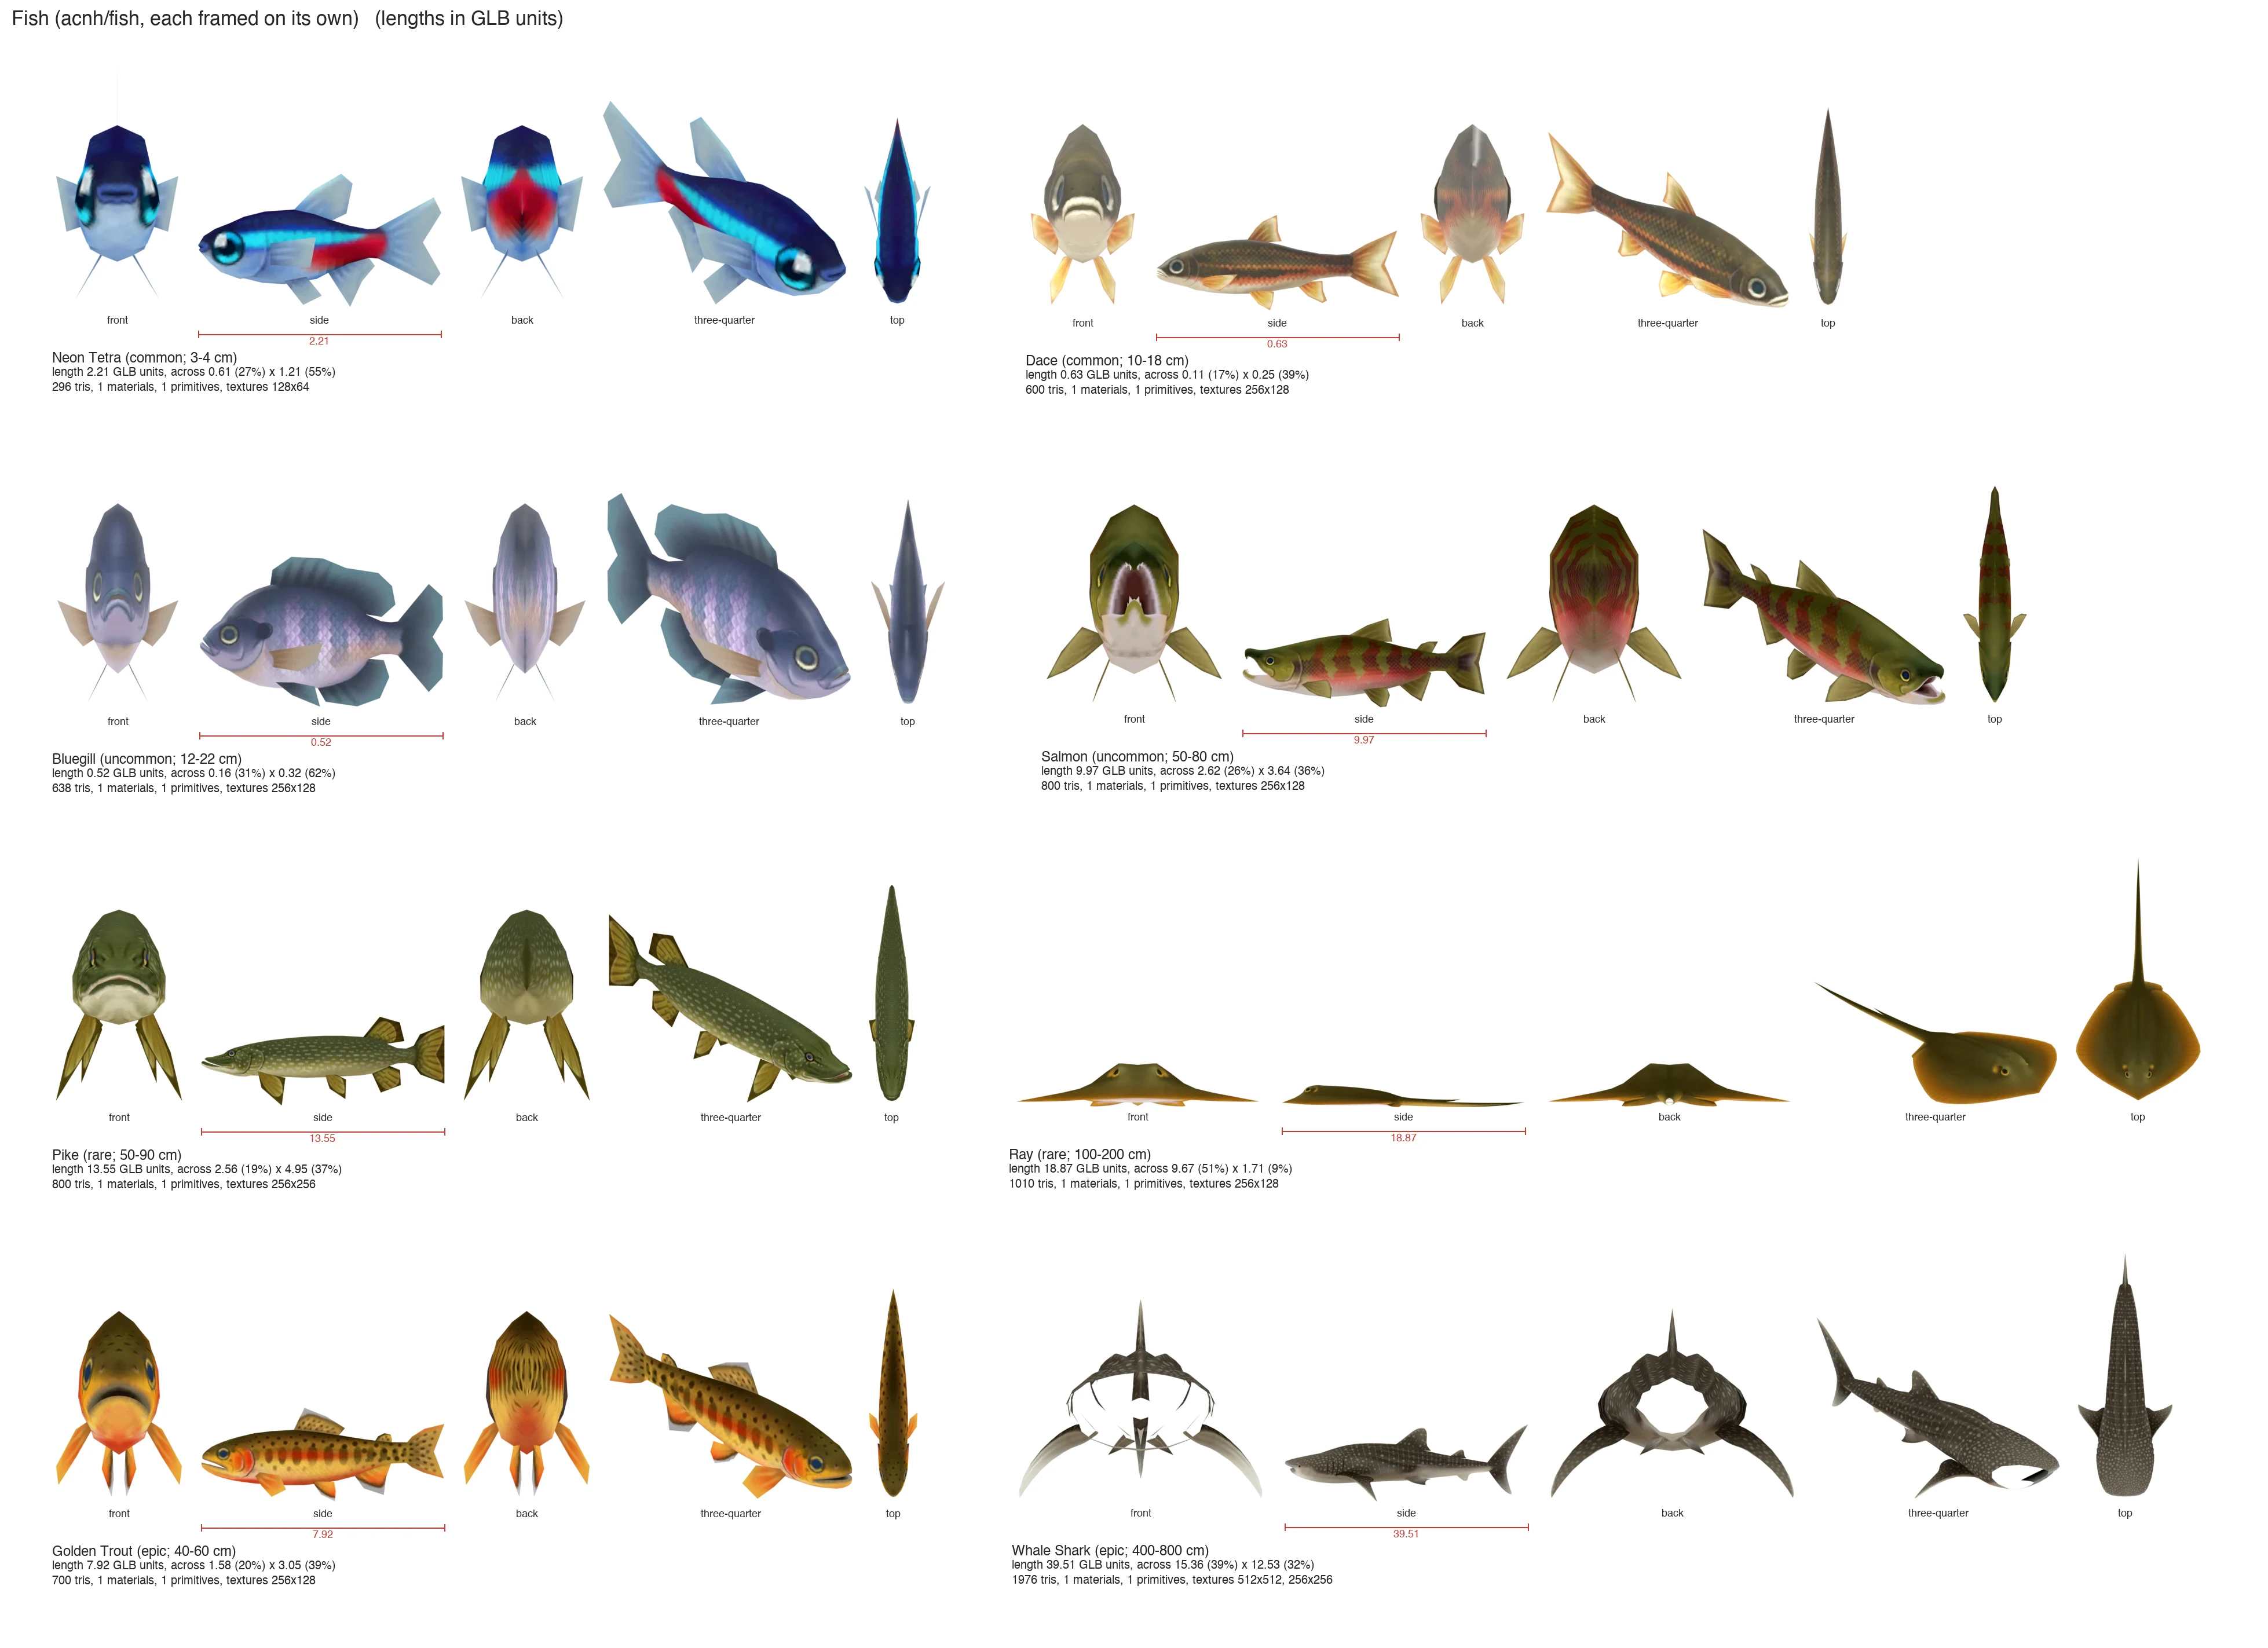 Fish (acnh/fish, each framed on its own)   (lengths in GLB units)
front
side
back
three-quarter
top
2.21
Neon Tetra (common; 3-4 cm)
length 2.21 GLB units, across 0.61 (27%) x 1.21 (55%)
296 tris, 1 materials, 1 primitives, textures 128x64
front
side
back
three-quarter
top
0.63
Dace (common; 10-18 cm)
length 0.63 GLB units, across 0.11 (17%) x 0.25 (39%)
600 tris, 1 materials, 1 primitives, textures 256x128
front
side
back
three-quarter
top
0.52
Bluegill (uncommon; 12-22 cm)
length 0.52 GLB units, across 0.16 (31%) x 0.32 (62%)
638 tris, 1 materials, 1 primitives, textures 256x128
front
side
back
three-quarter
top
9.97
Salmon (uncommon; 50-80 cm)
length 9.97 GLB units, across 2.62 (26%) x 3.64 (36%)
800 tris, 1 materials, 1 primitives, textures 256x128
front
side
back
three-quarter
top
13.55
Pike (rare; 50-90 cm)
length 13.55 GLB units, across 2.56 (19%) x 4.95 (37%)
800 tris, 1 materials, 1 primitives, textures 256x256
front
side
back
three-quarter
top
18.87
Ray (rare; 100-200 cm)
length 18.87 GLB units, across 9.67 (51%) x 1.71 (9%)
1010 tris, 1 materials, 1 primitives, textures 256x128
front
side
back
three-quarter
top
7.92
Golden Trout (epic; 40-60 cm)
length 7.92 GLB units, across 1.58 (20%) x 3.05 (39%)
700 tris, 1 materials, 1 primitives, textures 256x128
front
side
back
three-quarter
top
39.51
Whale Shark (epic; 400-800 cm)
length 39.51 GLB units, across 15.36 (39%) x 12.53 (32%)
1976 tris, 1 materials, 1 primitives, textures 512x512, 256x256